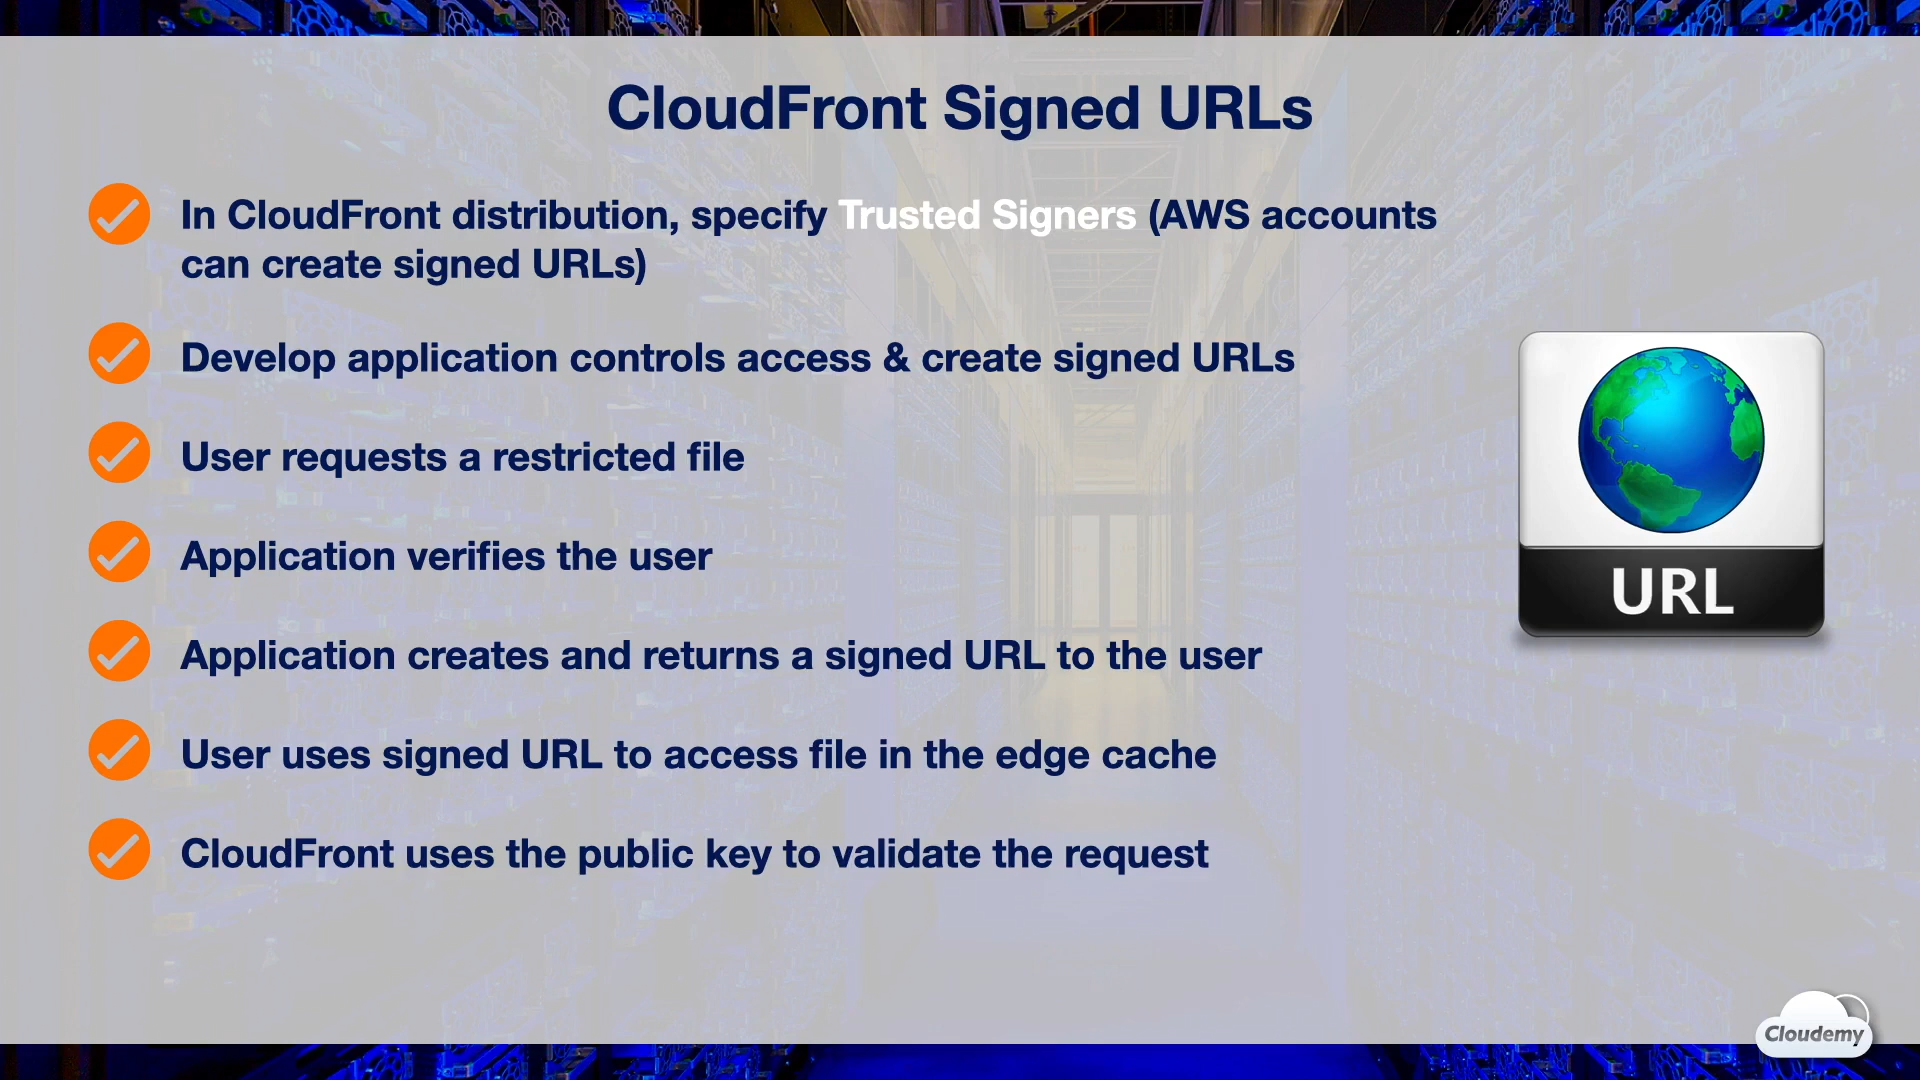 CloudFront Signed URLs
In CloudFront distribution, specify Trusted Signers (AWS accounts
can create signed URLs)
Develop application controls access & create signed URLs
User requests a restricted file
Application verifies the user
Application creates and returns a signed URL to the user
User uses signed URL to access file in the edge cache
CloudFront uses the public key to validate the request
URL
Cloudemy